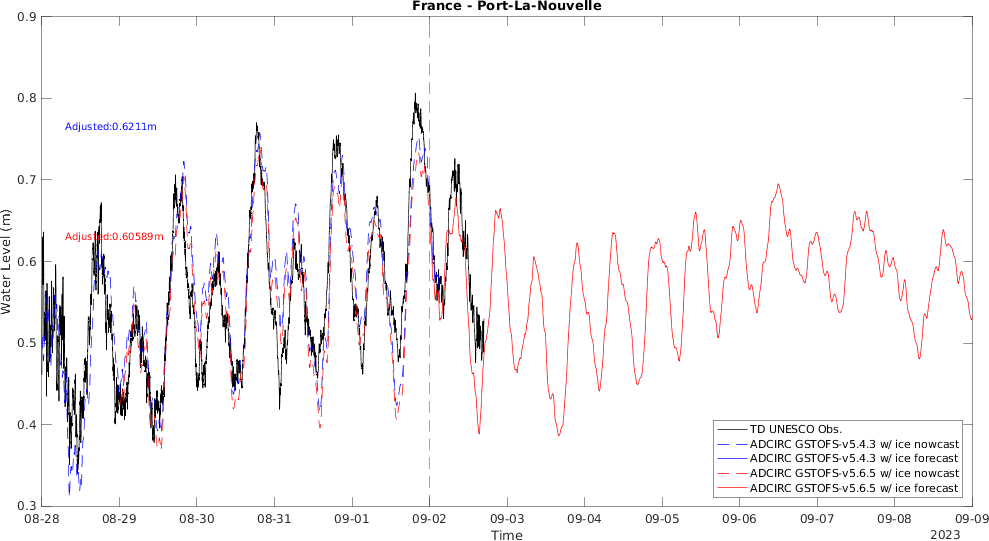 France - Port-La-Nouvelle
0.9
0.8
0.7
0.6
0.5
0.4
0.3
Water Level (m)
Adjusted:0.6211m
Adjusted:0.60589m
TD UNESCO Obs.
ADCIRC GSTOFS-v5.4.3 w/ ice nowcast
ADCIRC GSTOFS-v5.4.3 w/ ice forecast
ADCIRC GSTOFS-v5.6.5 w/ ice nowcast
ADCIRC GSTOFS-v5.6.5 w/ ice forecast
08-28 08-29 08-30 08-31 09-01 09-02 09-03 09-04 09-05 09-06 09-07 09-08 09-09
Time
2023